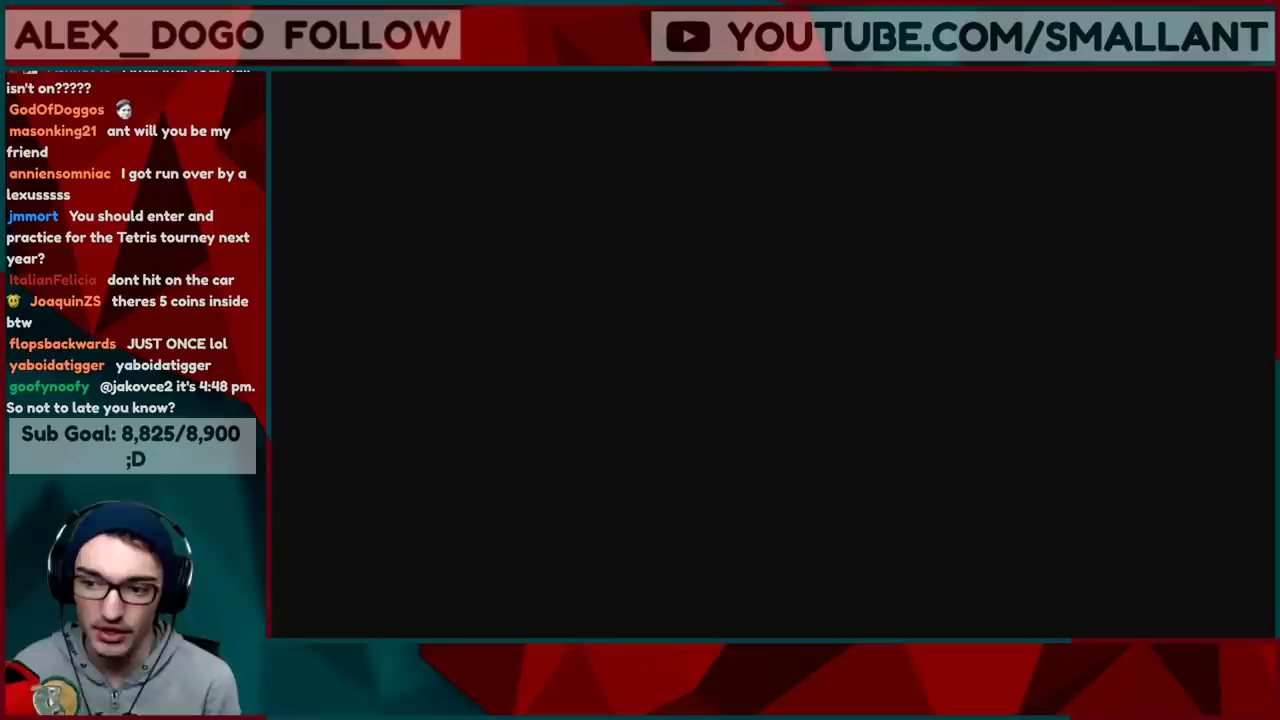 ALEX_DOGO FOLLOW
YOUTUBE.COM/SMALLANT
isn't on?????
GodOfDoggos
masonking21 ant will you be my
friend
anniensomniac I got run over by a
lexusssss
jmmort You should enter and
practice for the Tetris tourney next
year?
ItalianFelicia dont hit on the car
JoaquinZS theres 5 coins inside
btw
flopsbackwards JUST ONCE lol
yaboidatigger yaboidatigger
goofynoofy @jakovce2 it's 4:48 pm.
So not to late you know?
Sub Goal: 8,825/8,900
;D